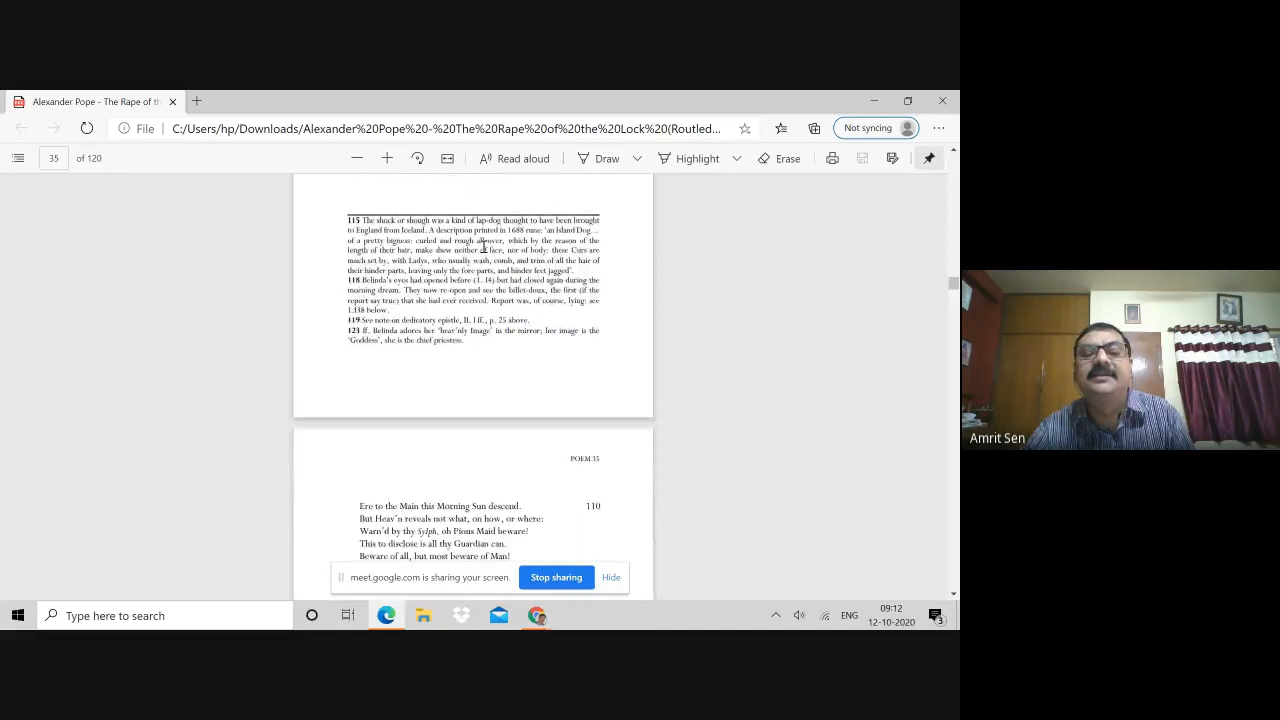 Alexander Pope - The Rape of th
File
C:/Users/hp/Downloads/Alexander%20Pope%20-%20The%20Rape%20of%20the%20Lock%20(Routled...
Not syncing
35 of 120
Read aloud
Draw
Highlight
Erase
115 The shock or shough was a kind of lap-dog thought to have been brought
to England from Iceland. A description printed in 1688 runs: 'an Island Dog...
of a pretty bigness: curled and rough all over, which by the reason of the
length of their hair, make shew neither of face, nor of body: these Curs are
much set by, with Ladys, who usually wash, comb, and trim of all the hair of
their hinder parts, leaving only the fore parts, and hinder feet jagged'.
118 Belinda's eyes had opened before (1. 14) but had closed again during the
morning dream. They now re-open and see the billet-doux, the first (if the
report say true) that she had ever received. Report was, of course, lying: see
1.138 below.
119 See note on dedicatory epistle, II. 1 ff., p. 25 above.
123 ff. Belinda adores her 'heav'nly Image' in the mirror; her image is the
'Goddess', she is the chief priestess.
POEM 35
Ere to the Main this Morning Sun descend. 110
But Heav'n reveals not what, on how, or where:
Warn'd by thy Sylph, oh Pious Maid beware!
This to disclose is all thy Guardian can.
Beware of all, but most beware of Man!
meet.google.com is sharing your screen.
Stop sharing
Hide
Amrit Sen
Type here to search
ENG
09:12
12-10-2020
3